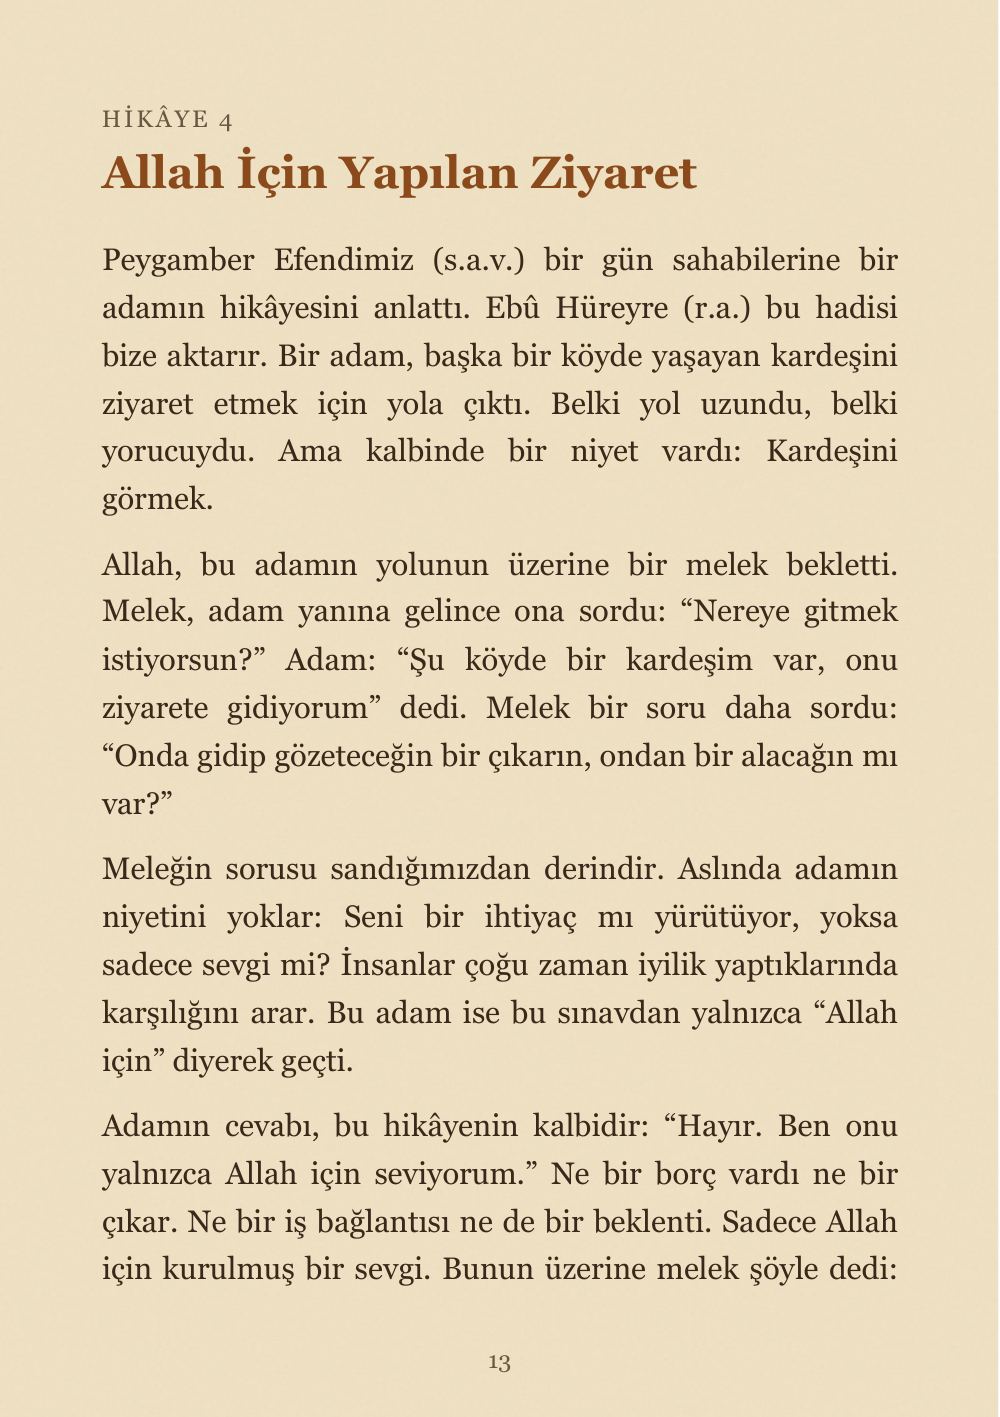 HİKÂYE 4
Allah İçin Yapılan Ziyaret
Peygamber Efendimiz (s.a.v.) bir gün sahabilerine bir
adamın hikâyesini anlattı. Ebû Hüreyre (r.a.) bu hadisi
bize aktarır. Bir adam, başka bir köyde yaşayan kardeşini
ziyaret etmek için yola çıktı. Belki yol uzundu, belki
yorucuydu. Ama kalbinde bir niyet vardı: Kardeşini
görmek.
Allah, bu adamın yolunun üzerine bir melek bekletti.
Melek, adam yanına gelince ona sordu: “Nereye gitmek
istiyorsun?” Adam: “Şu köyde bir kardeşim var, onu
ziyarete gidiyorum” dedi. Melek bir soru daha sordu:
“Onda gidip gözeteceğin bir çıkarın, ondan bir alacağın mı
var?”
Meleğin sorusu sandığımızdan derindir. Aslında adamın
niyetini yoklar: Seni bir ihtiyaç mı yürütüyor, yoksa
sadece sevgi mi? İnsanlar çoğu zaman iyilik yaptıklarında
karşılığını arar. Bu adam ise bu sınavdan yalnızca “Allah
için” diyerek geçti.
Adamın cevabı, bu hikâyenin kalbidir: “Hayır. Ben onu
yalnızca Allah için seviyorum.” Ne bir borç vardı ne bir
çıkar. Ne bir iş bağlantısı ne de bir beklenti. Sadece Allah
için kurulmuş bir sevgi. Bunun üzerine melek şöyle dedi:
13